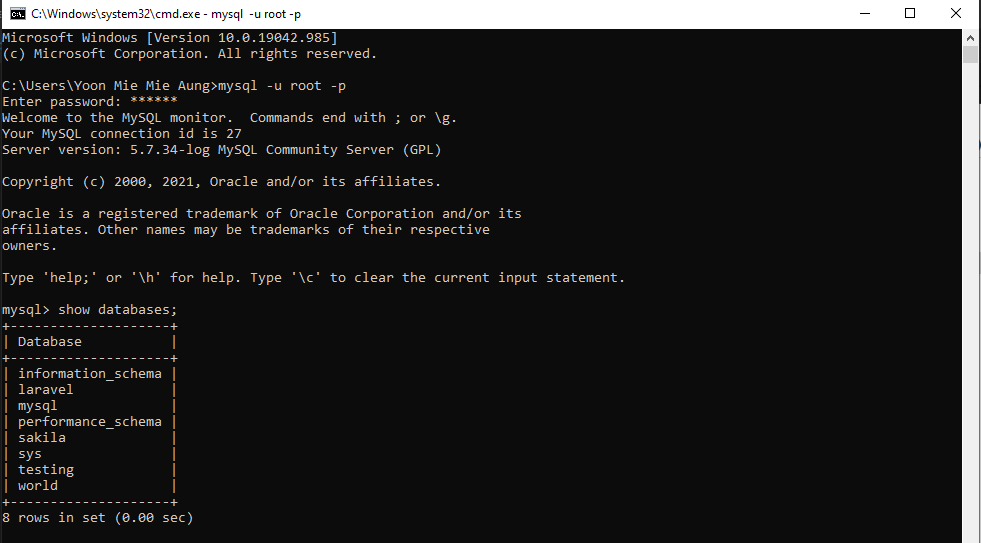 C:\Windows\system32\cmd.exe - mysql  -u root -p
Microsoft Windows [Version 10.0.19042.985]
(c) Microsoft Corporation. All rights reserved.
C:\Users\Yoon Mie Mie Aung>mysql -u root -p
Enter password: ******
Welcome to the MySQL monitor.  Commands end with ; or \g.
Your MySQL connection id is 27
Server version: 5.7.34-log MySQL Community Server (GPL)
Copyright (c) 2000, 2021, Oracle and/or its affiliates.
Oracle is a registered trademark of Oracle Corporation and/or its
affiliates. Other names may be trademarks of their respective
owners.
Type 'help;' or '\h' for help. Type '\c' to clear the current input statement.
mysql> show databases;
+--------------------+
| Database           |
+--------------------+
| information_schema |
| laravel            |
| mysql              |
| performance_schema |
| sakila             |
| sys                |
| testing            |
| world              |
+--------------------+
8 rows in set (0.00 sec)